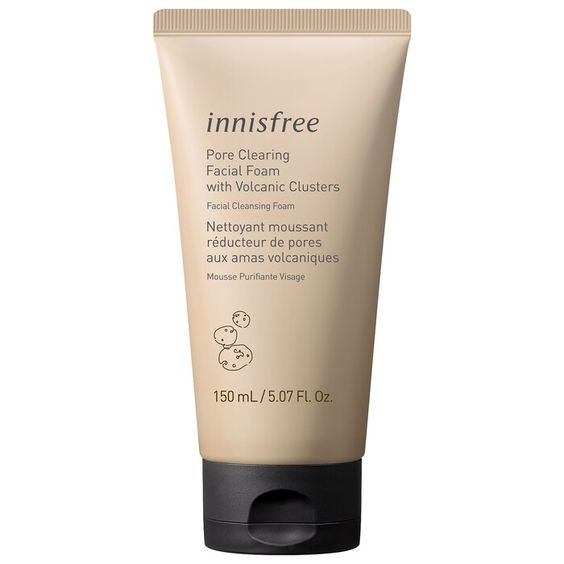 innisfree
Pore Clearing
Facial Foam
with Volcanic Clusters
Facial Cleansing Foam
Nettoyant moussant
réducteur de pores
aux amas volcaniques
Mousse Purifiante Visage
150 mL / 5.07 Fl. Oz.